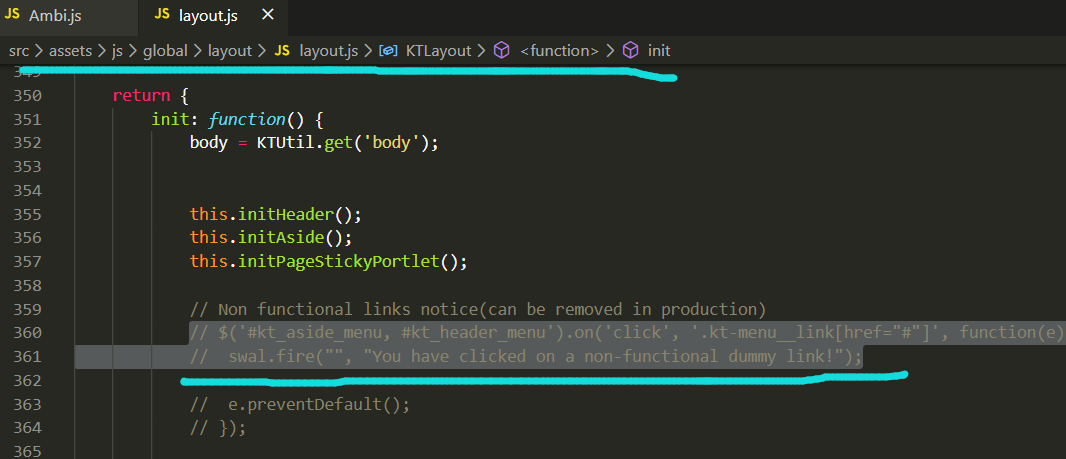 JS Ambi.js JS layout.js ×
src > assets > js > global > layout > JS layout.js > KTLayout > <function> > init
349
350 return {
351 init: function() {
352 body = KTUtil.get('body');
353
354
355 this.initHeader();
356 this.initAside();
357 this.initPageStickyPortlet();
358
359 // Non functional links notice(can be removed in production)
360 // $('#kt_aside_menu, #kt_header_menu').on('click', '.kt-menu__link[href="#"]', function(e)
361 // swal.fire("", "You have clicked on a non-functional dummy link!");
362
363 // e.preventDefault();
364 // });
365